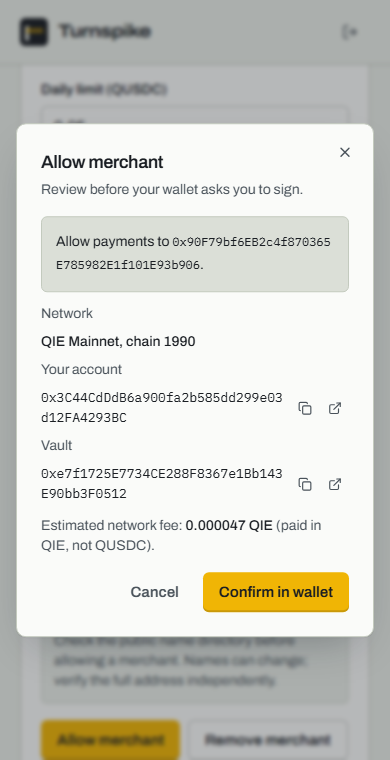 Turnspike
Daily limit (QUSDC)
Allow merchant
Review before your wallet asks you to sign.
Allow payments to 0x90F79bf6EB2c4f870365
E785982E1f101E93b906.
Network
QIE Mainnet, chain 1990
Your account
0x3C44CdDdB6a900fa2b585dd299e03
d12FA4293BC
Vault
0xe7f1725E7734CE288F8367e1Bb143
E90bb3F0512
Estimated network fee: 0.000047 QIE (paid in
QIE, not QUSDC).
Cancel Confirm in wallet
Check the public name directory before
allowing a merchant. Names can change;
verify the full address independently.
Allow merchant Remove merchant